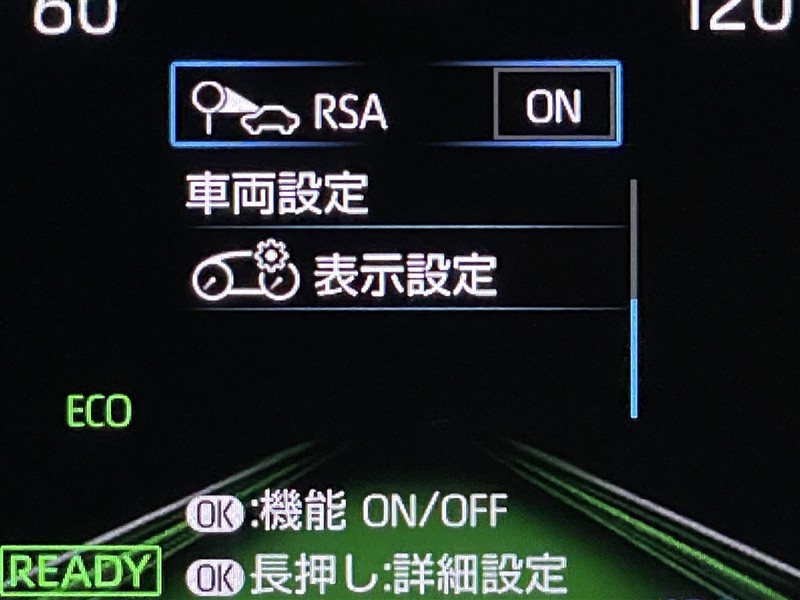 60 120
RSA ON
車両設定
表示設定
ECO
OK:機能 ON/OFF
READY
OK長押し:詳細設定